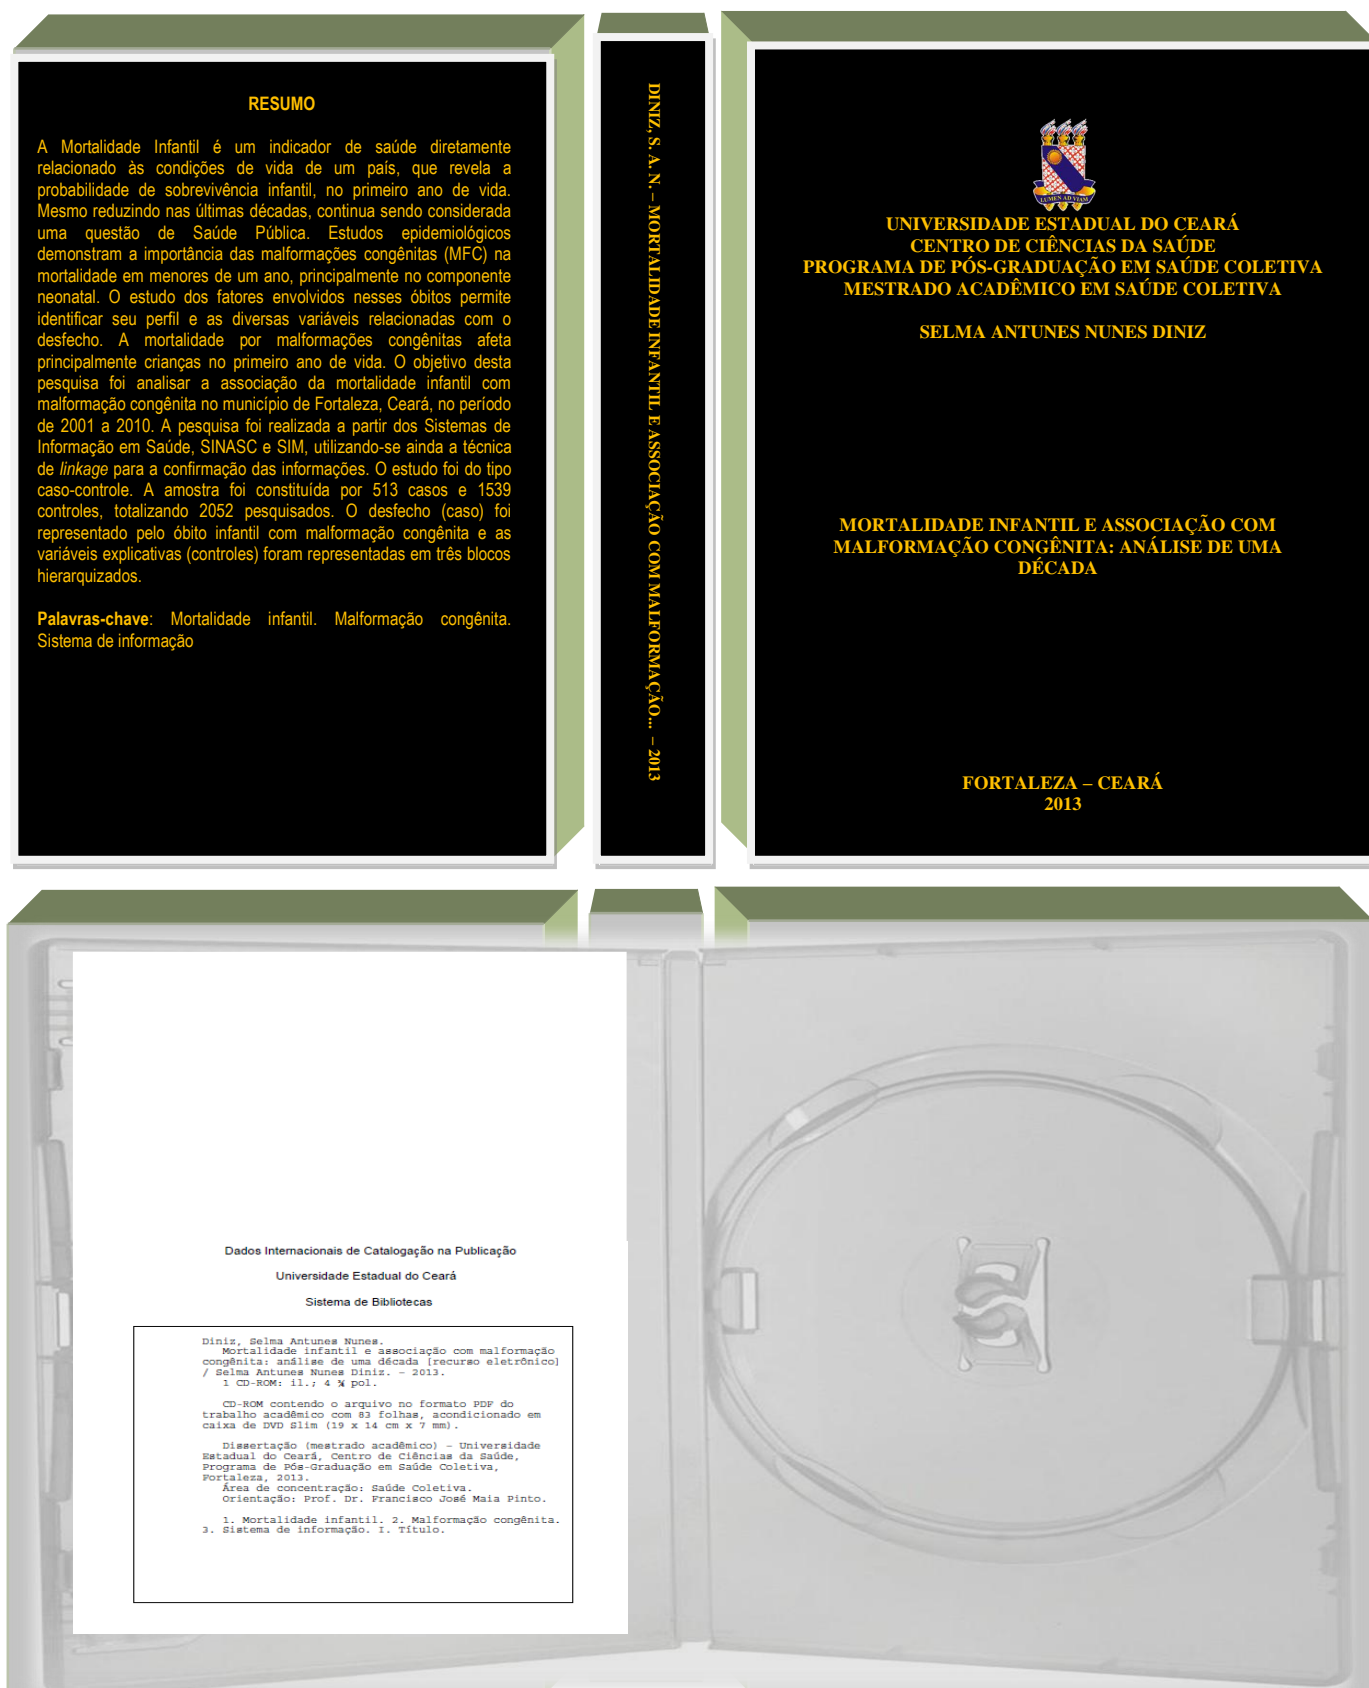 RESUMO
A Mortalidade Infantil é um indicador de saúde diretamente
relacionado às condições de vida de um país, que revela a
probabilidade de sobrevivência infantil, no primeiro ano de vida.
Mesmo reduzindo nas últimas décadas, continua sendo considerada
uma questão de Saúde Pública. Estudos epidemiológicos
demonstram a importância das malformações congênitas (MFC) na
mortalidade em menores de um ano, principalmente no componente
neonatal. O estudo dos fatores envolvidos nesses óbitos permite
identificar seu perfil e as diversas variáveis relacionadas com o
desfecho. A mortalidade por malformações congênitas afeta
principalmente crianças no primeiro ano de vida. O objetivo desta
pesquisa foi analisar a associação da mortalidade infantil com
malformação congênita no município de Fortaleza, Ceará, no período
de 2001 a 2010. A pesquisa foi realizada a partir dos Sistemas de
Informação em Saúde, SINASC e SIM, utilizando-se ainda a técnica
de linkage para a confirmação das informações. O estudo foi do tipo
caso-controle. A amostra foi constituída por 513 casos e 1539
controles, totalizando 2052 pesquisados. O desfecho (caso) foi
representado pelo óbito infantil com malformação congênita e as
variáveis explicativas (controles) foram representadas em três blocos
hierarquizados.
Palavras-chave: Mortalidade infantil. Malformação congênita.
Sistema de informação
DINIZ, S. A. N. – MORTALIDADE INFANTIL E ASSOCIAÇÃO COM MALFORMAÇÃO... – 2013
LUMEN AD VIAM
UNIVERSIDADE ESTADUAL DO CEARÁ
CENTRO DE CIÊNCIAS DA SAÚDE
PROGRAMA DE PÓS-GRADUAÇÃO EM SAÚDE COLETIVA
MESTRADO ACADÊMICO EM SAÚDE COLETIVA
SELMA ANTUNES NUNES DINIZ
MORTALIDADE INFANTIL E ASSOCIAÇÃO COM
MALFORMAÇÃO CONGÊNITA: ANÁLISE DE UMA
DÉCADA
FORTALEZA – CEARÁ
2013
Dados Internacionais de Catalogação na Publicação
Universidade Estadual do Ceará
Sistema de Bibliotecas
Diniz, Selma Antunes Nunes.
Mortalidade infantil e associação com malformação
congênita: análise de uma década [recurso eletrônico]
/ Selma Antunes Nunes Diniz. – 2013.
1 CD-ROM: il.; 4 ¾ pol.
CD-ROM contendo o arquivo no formato PDF do
trabalho acadêmico com 83 folhas, acondicionado em
caixa de DVD Slim (19 x 14 cm x 7 mm).
Dissertação (mestrado acadêmico) – Universidade
Estadual do Ceará, Centro de Ciências da Saúde,
Programa de Pós-Graduação em Saúde Coletiva,
Fortaleza, 2013.
Área de concentração: Saúde Coletiva.
Orientação: Prof. Dr. Francisco José Maia Pinto.
1. Mortalidade infantil. 2. Malformação congênita.
3. Sistema de informação. I. Título.